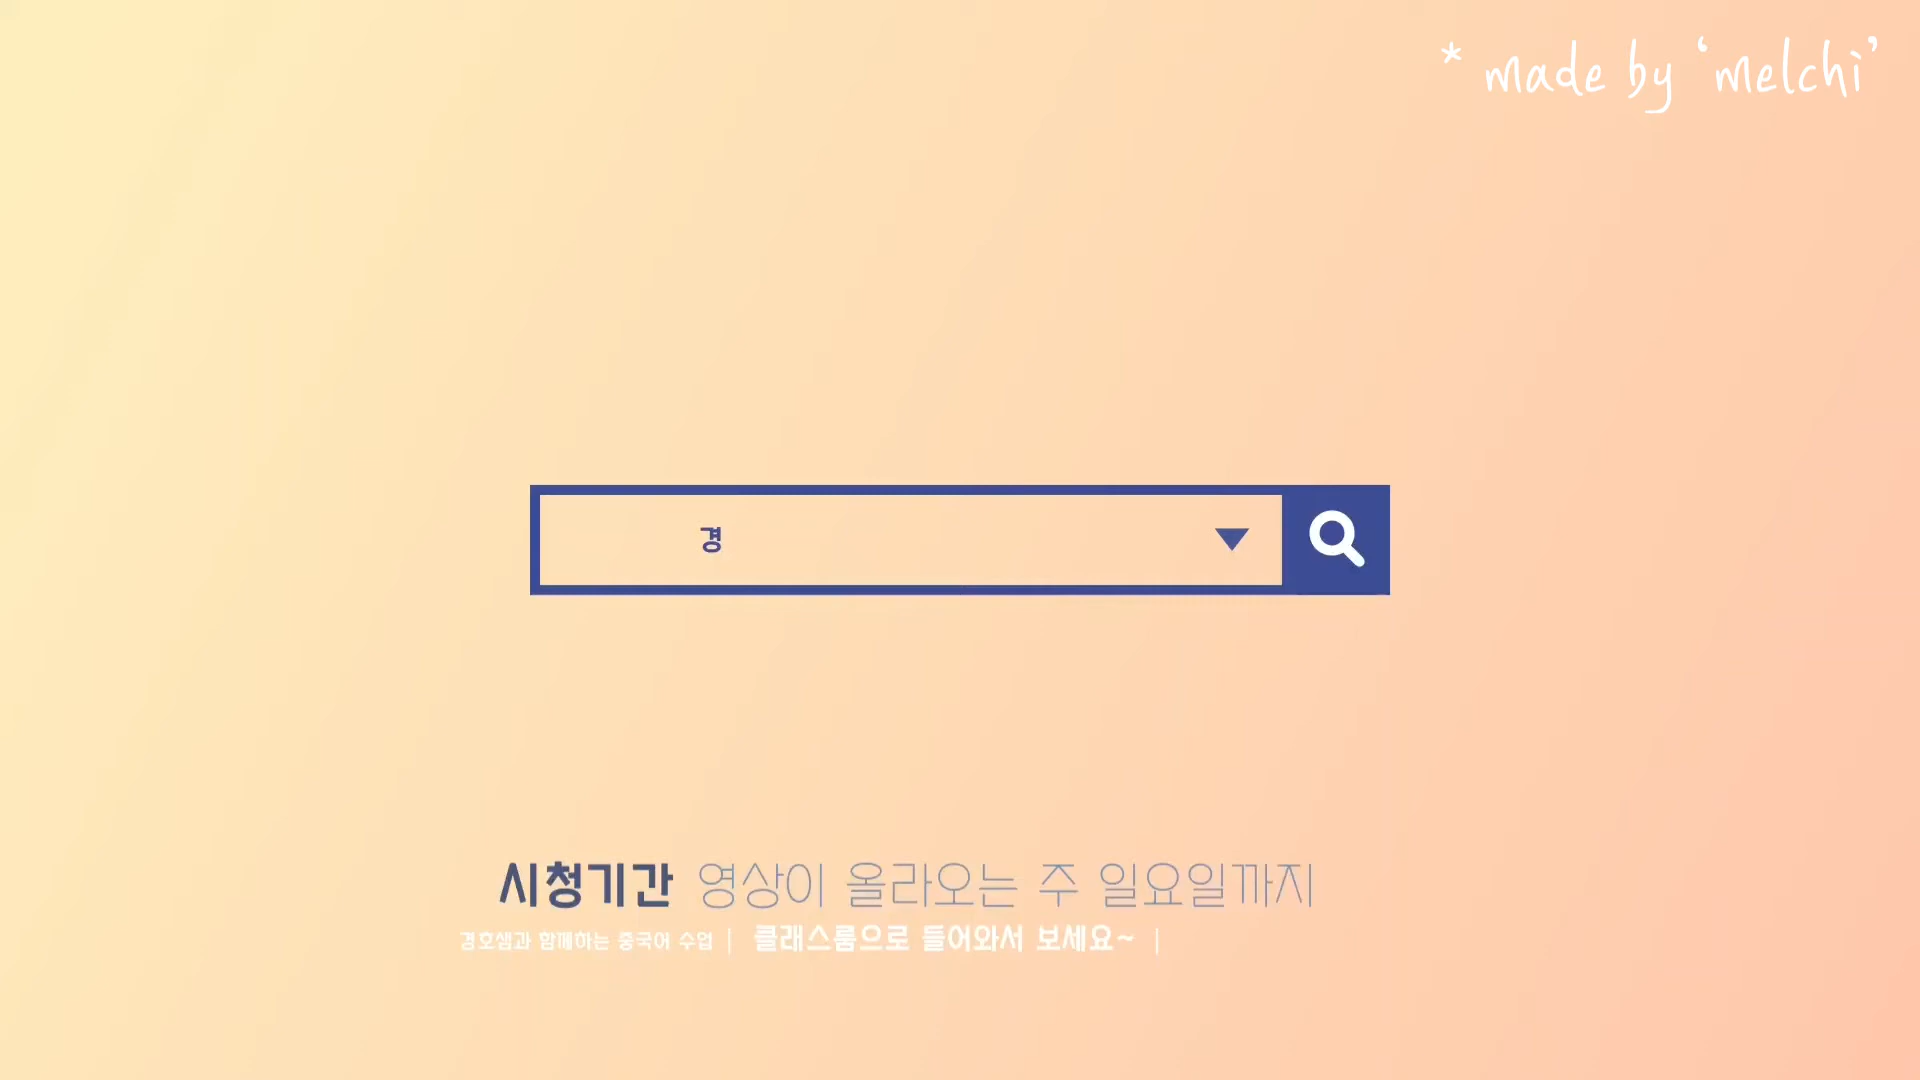 * made by ‘melchi’
경
시청기간 영상이 올라오는 주 일요일까지
경호샘과 함께하는 중국어 수업 | 클래스룸으로 들어와서 보세요~ |